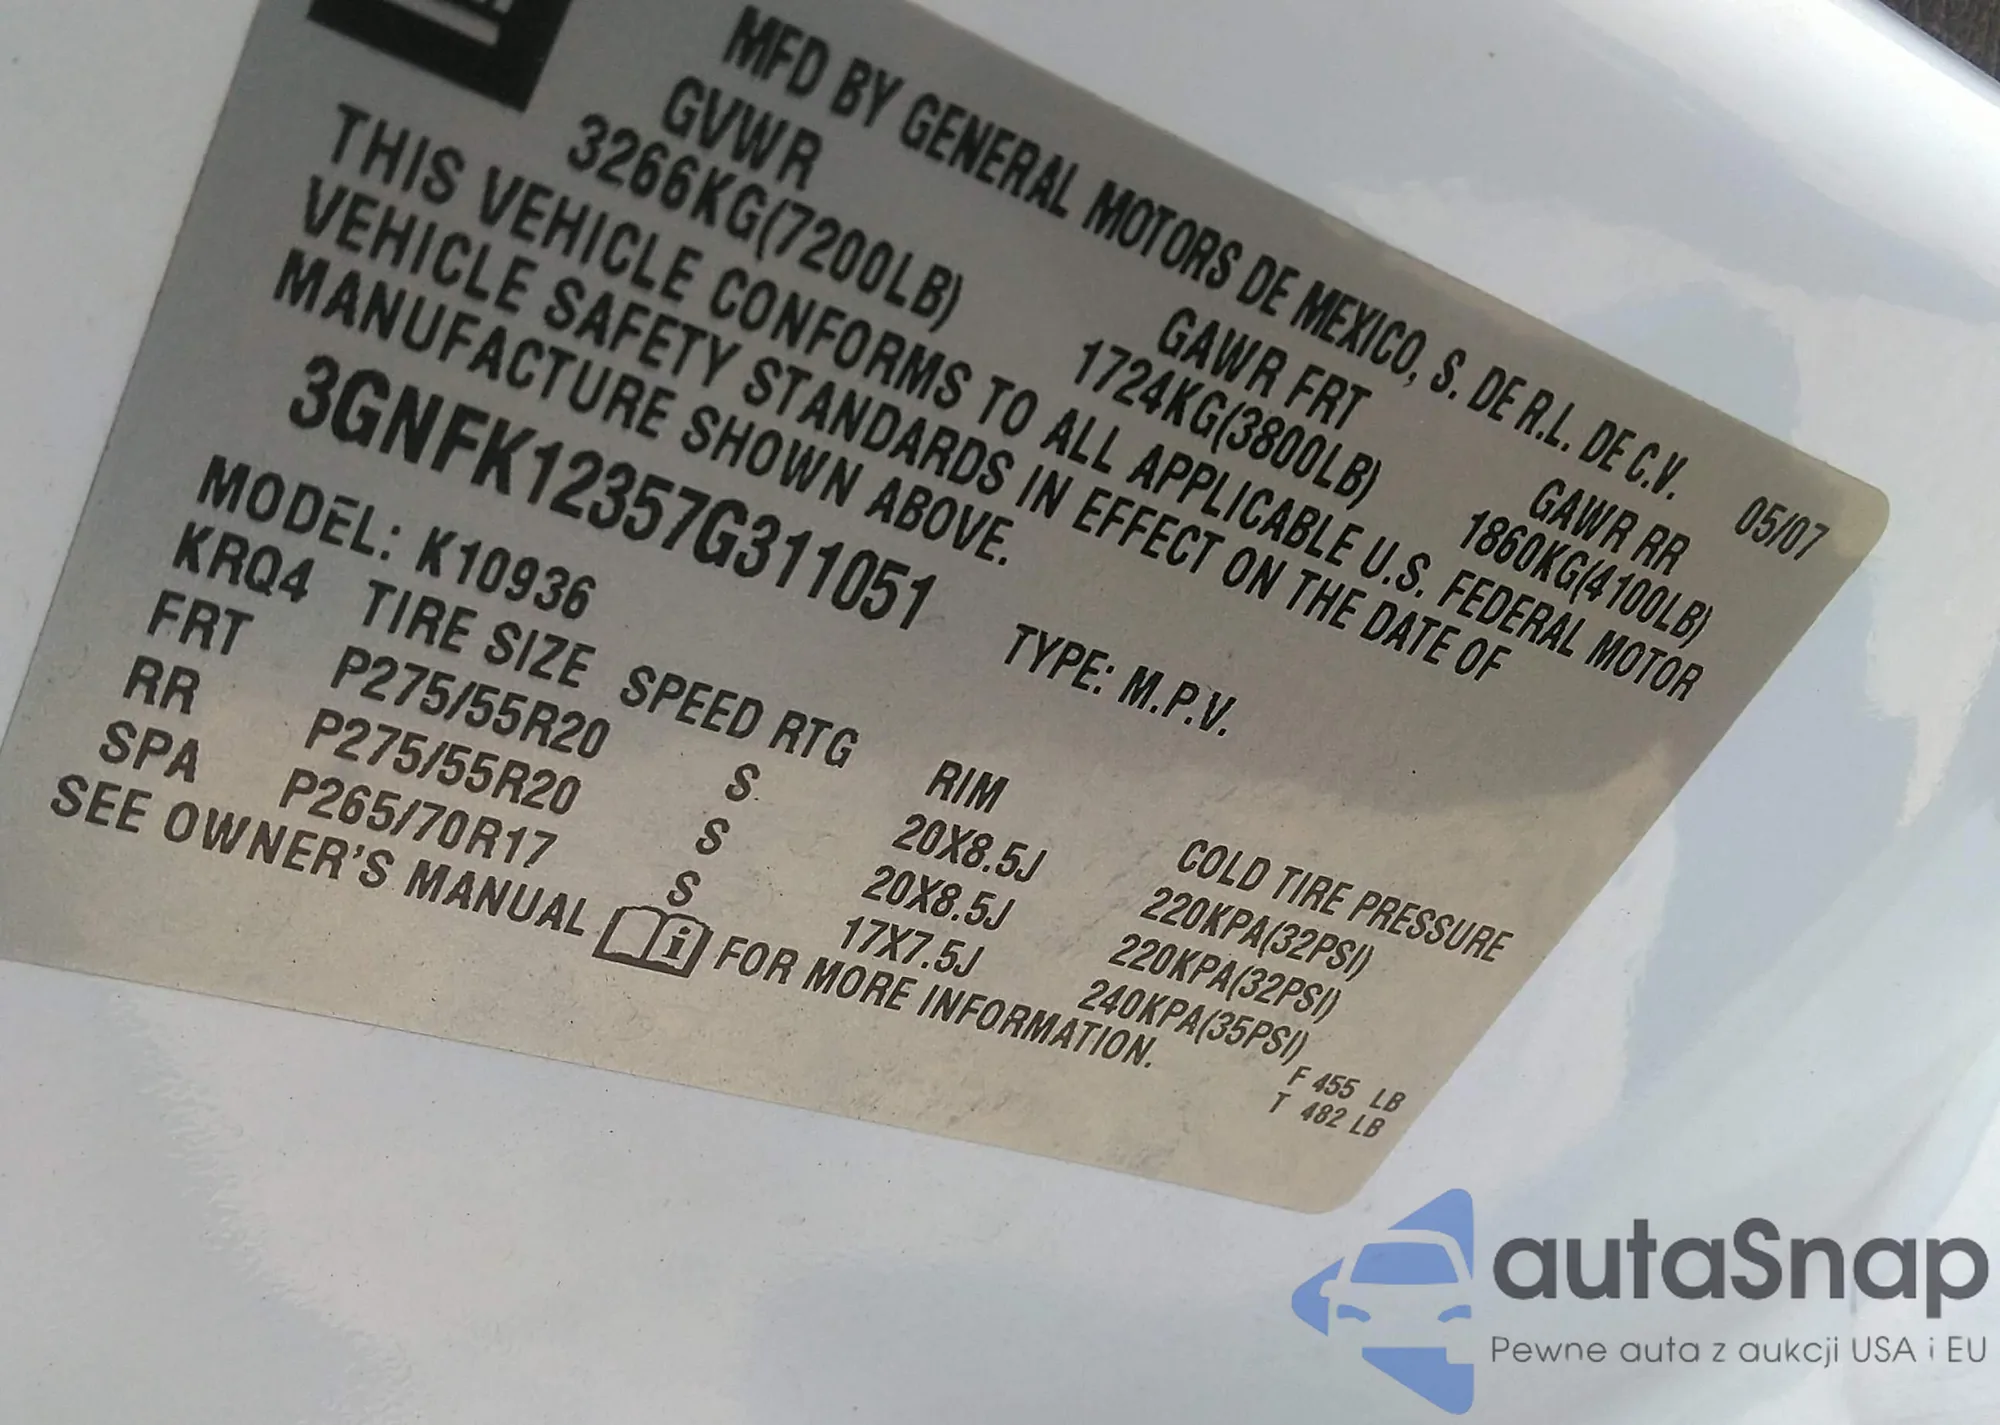 MFD BY GENERAL MOTORS DE MEXICO, S. DE R.L. DE C.V. 05/07
GVWR GAWR FRT GAWR RR
3266KG(7200LB) 1724KG(3800LB) 1860KG(4100LB)
THIS VEHICLE CONFORMS TO ALL APPLICABLE U.S. FEDERAL MOTOR
VEHICLE SAFETY STANDARDS IN EFFECT ON THE DATE OF
MANUFACTURE SHOWN ABOVE.
3GNFK12357G311051 TYPE: M.P.V.
MODEL: K10936
KRQ4 TIRE SIZE SPEED RTG RIM COLD TIRE PRESSURE
FRT P275/55R20 S 20X8.5J 220KPA(32PSI)
RR P275/55R20 S 20X8.5J 220KPA(32PSI)
SPA P265/70R17 S 17X7.5J 240KPA(35PSI)
SEE OWNER'S MANUAL i FOR MORE INFORMATION.
F 455 LB
T 482 LB
autaSnap
Pewne auta z aukcji USA i EU